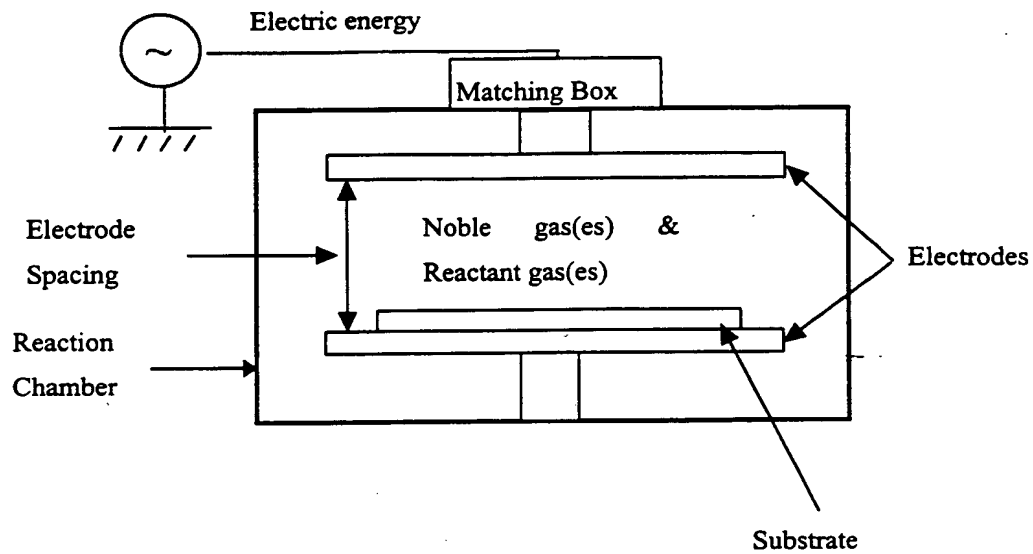 Electric energy
~
Matching Box
Noble gas(es) &
Reactant gas(es)
Electrode
Spacing
Electrodes
Reaction
Chamber
Substrate